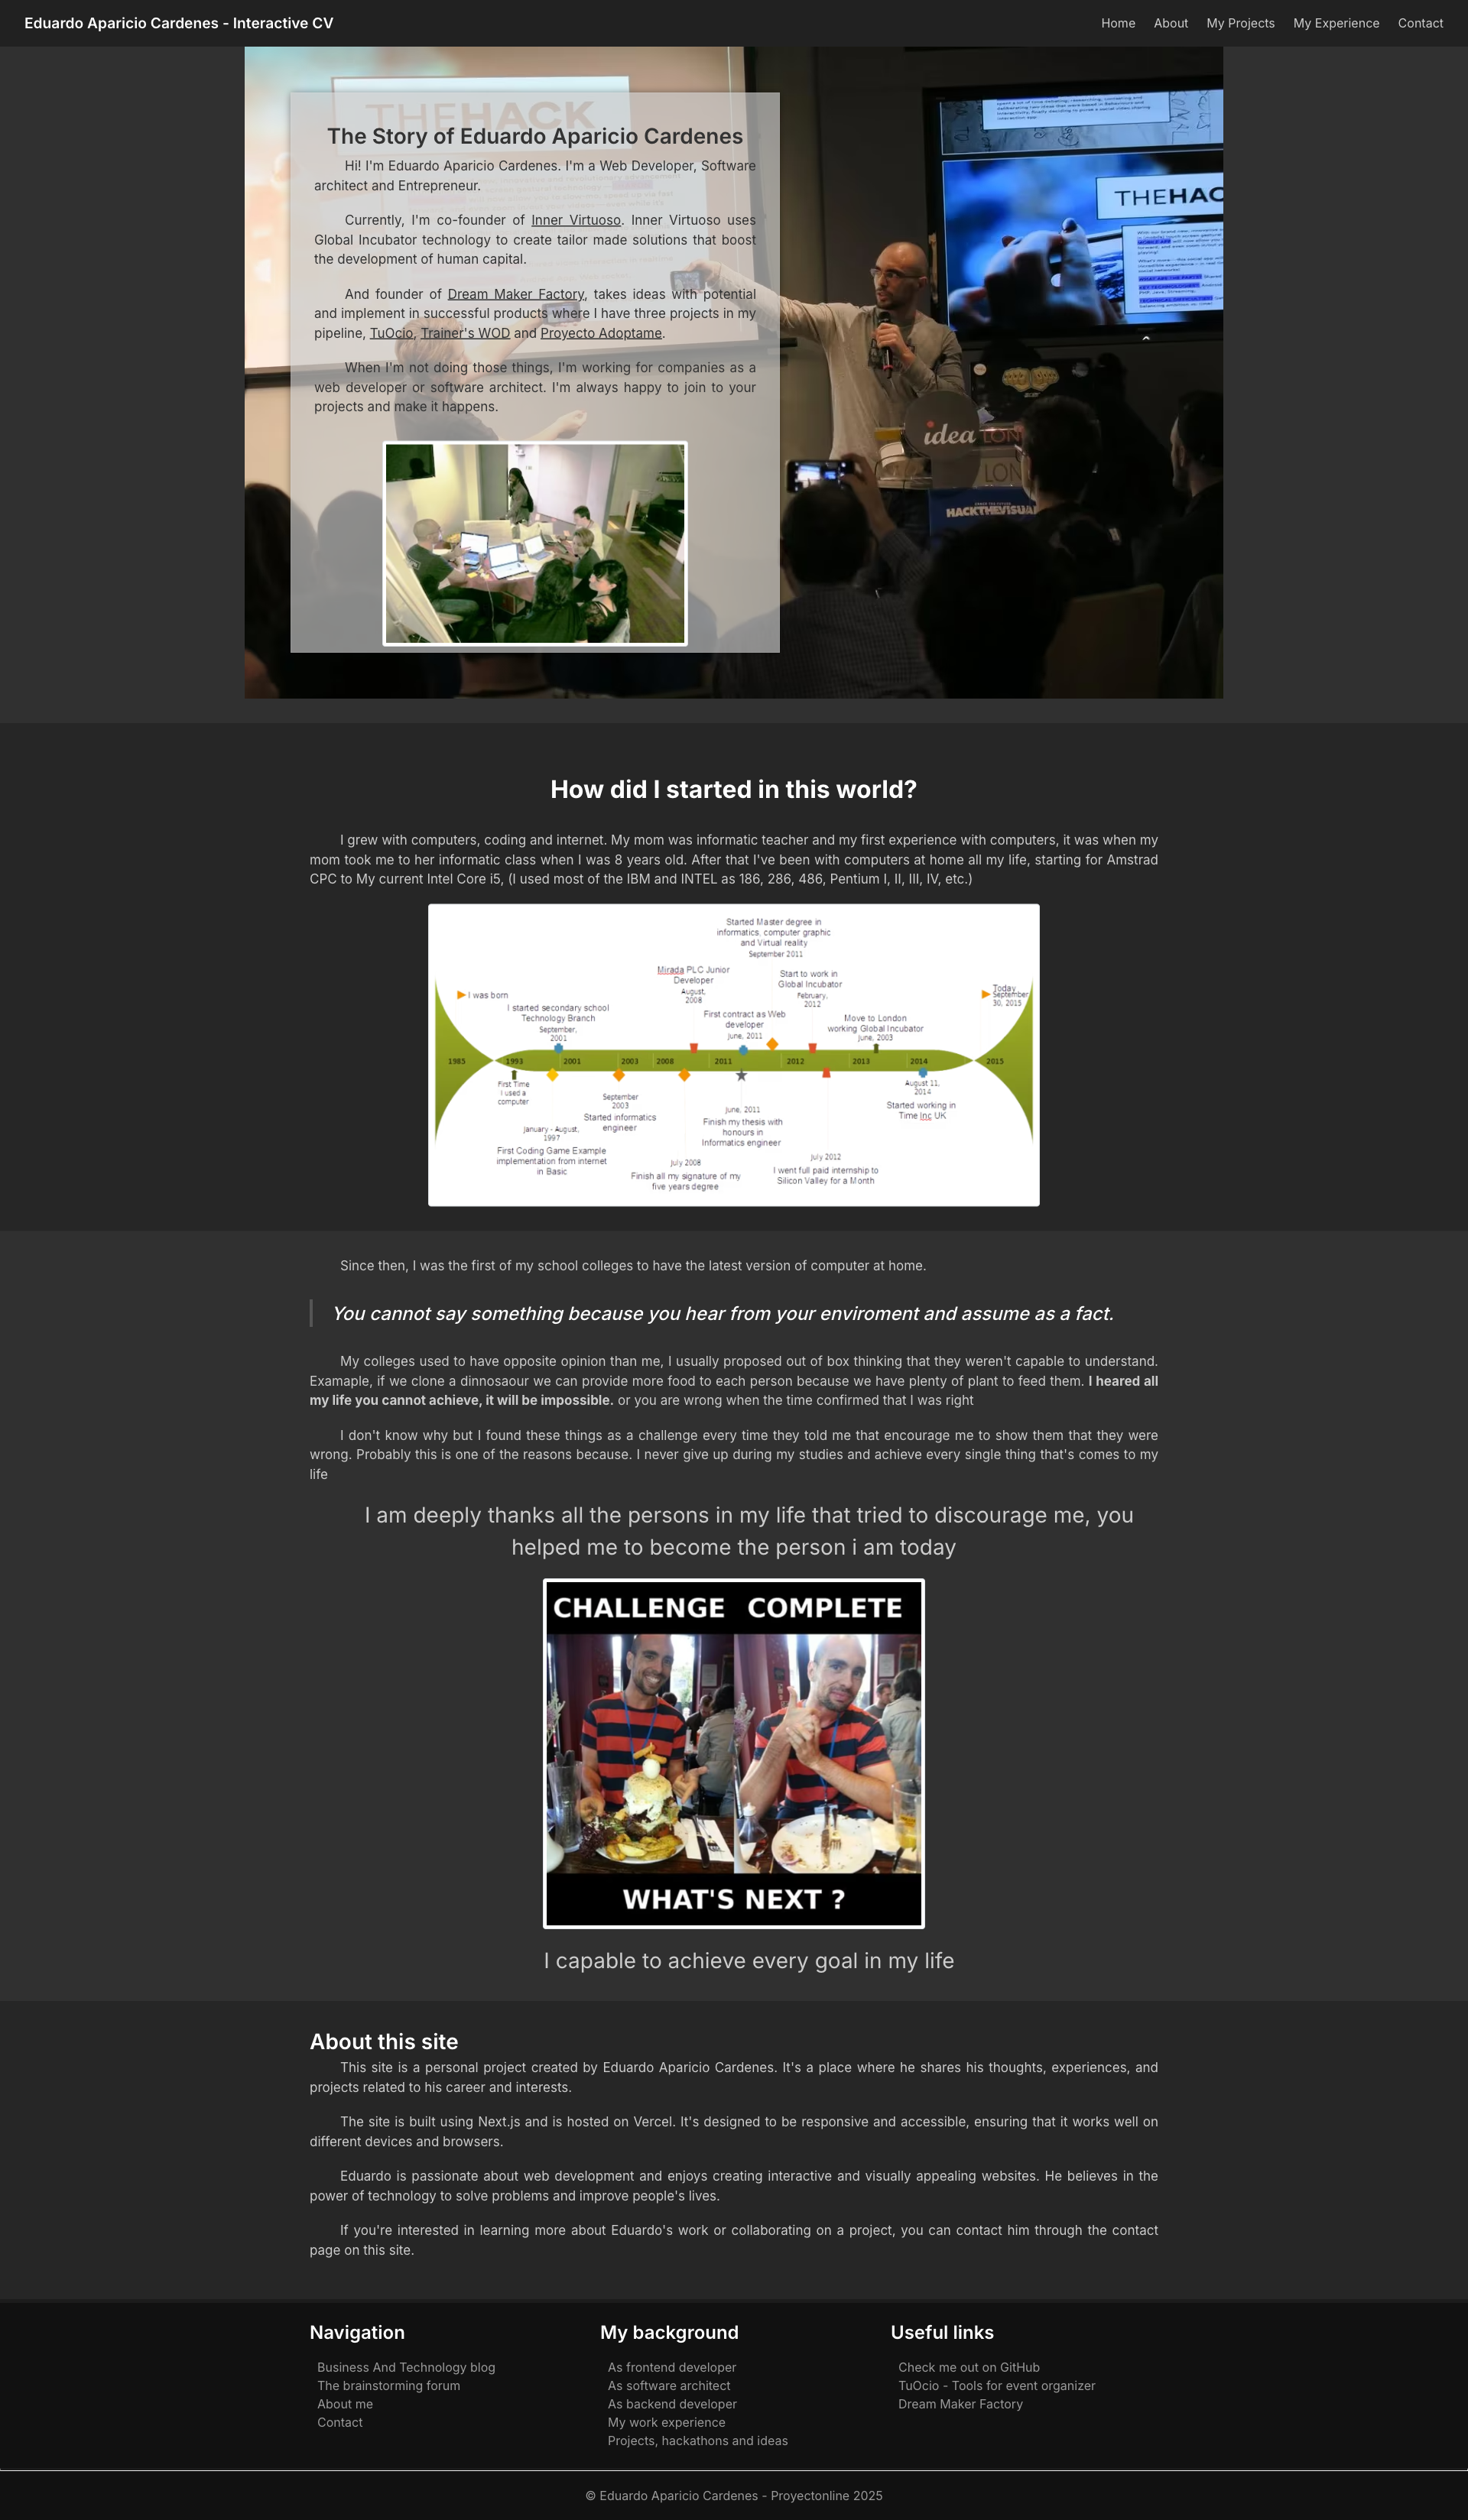 Eduardo Aparicio Cardenes - Interactive CV
Home About My Projects My Experience Contact
THEHACK
The Story of Eduardo Aparicio Cardenes
Hi! I'm Eduardo Aparicio Cardenes. I'm a Web Developer, Software
architect and Entrepreneur.
Currently, I'm co-founder of Inner Virtuoso. Inner Virtuoso uses
Global Incubator technology to create tailor made solutions that boost
the development of human capital.
And founder of Dream Maker Factory, takes ideas with potential
and implement in successful products where I have three projects in my
pipeline, TuOcio, Trainer's WOD and Proyecto Adoptame.
When I'm not doing those things, I'm working for companies as a
web developer or software architect. I'm always happy to join to your
projects and make it happens.
THEHAC
idea LON
LON
HACKTHEVISUAL
How did I started in this world?
I grew with computers, coding and internet. My mom was informatic teacher and my first experience with computers, it was when my
mom took me to her informatic class when I was 8 years old. After that I've been with computers at home all my life, starting for Amstrad
CPC to My current Intel Core i5, (I used most of the IBM and INTEL as 186, 286, 486, Pentium I, II, III, IV, etc.)
Started Master degree in
informatics, computer graphic
and Virtual reality
September 2011
Mirada PLC Junior
Developer
August,
2008
Start to work in
Global Incubator
February,
2012
Today
September
30, 2015
I was born
I started secondary school
Technology Branch
September,
2001
First contract as Web
developer
June, 2011
Move to London
working Global Incubator
June, 2003
1985 1993 2001 2003 2008 2011 2012 2013 2014 2015
First Time
I used a
computer
January - August,
1997
First Coding Game Example
implementation from internet
in Basic
September
2003
Started informatics
engineer
July 2008
Finish all my signature of my
five years degree
June, 2011
Finish my thesis with
honours in
Informatics engineer
July 2012
I went full paid internship to
Silicon Valley for a Month
August 11,
2014
Started working in
Time Inc UK
Since then, I was the first of my school colleges to have the latest version of computer at home.
You cannot say something because you hear from your enviroment and assume as a fact.
My colleges used to have opposite opinion than me, I usually proposed out of box thinking that they weren't capable to understand.
Examaple, if we clone a dinnosaour we can provide more food to each person because we have plenty of plant to feed them. I heared all
my life you cannot achieve, it will be impossible. or you are wrong when the time confirmed that I was right
I don't know why but I found these things as a challenge every time they told me that encourage me to show them that they were
wrong. Probably this is one of the reasons because. I never give up during my studies and achieve every single thing that's comes to my
life
I am deeply thanks all the persons in my life that tried to discourage me, you
helped me to become the person i am today
CHALLENGE COMPLETE
WHAT'S NEXT ?
I capable to achieve every goal in my life
About this site
This site is a personal project created by Eduardo Aparicio Cardenes. It's a place where he shares his thoughts, experiences, and
projects related to his career and interests.
The site is built using Next.js and is hosted on Vercel. It's designed to be responsive and accessible, ensuring that it works well on
different devices and browsers.
Eduardo is passionate about web development and enjoys creating interactive and visually appealing websites. He believes in the
power of technology to solve problems and improve people's lives.
If you're interested in learning more about Eduardo's work or collaborating on a project, you can contact him through the contact
page on this site.
Navigation
Business And Technology blog
The brainstorming forum
About me
Contact
My background
As frontend developer
As software architect
As backend developer
My work experience
Projects, hackathons and ideas
Useful links
Check me out on GitHub
TuOcio - Tools for event organizer
Dream Maker Factory
© Eduardo Aparicio Cardenes - Proyectonline 2025